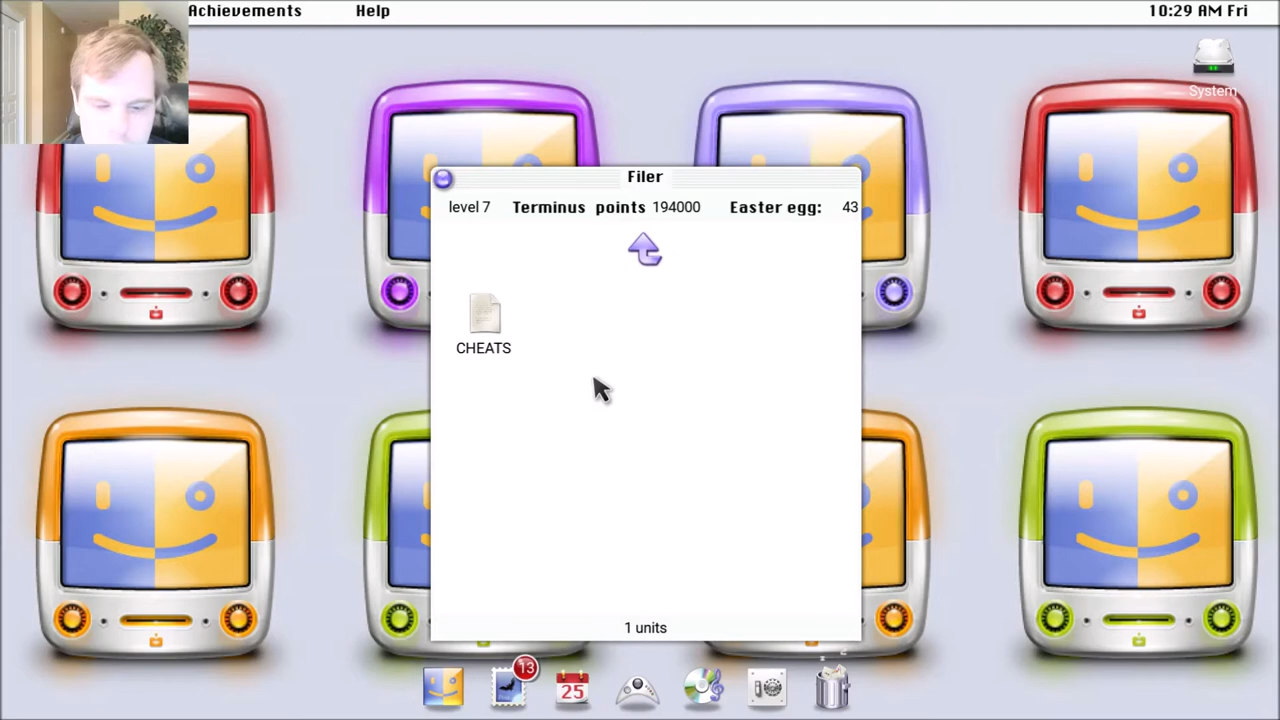 Achievements Help 10:29 AM Fri
System
Filer
level 7 Terminus points 194000 Easter egg: 43
CHEATS
1 units
13
25